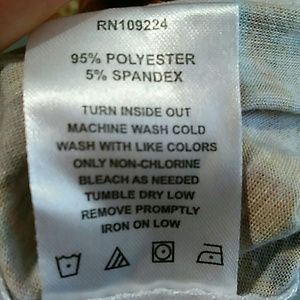 RN109224
95% POLYESTER
5% SPANDEX
TURN INSIDE OUT
MACHINE WASH COLD
WASH WITH LIKE COLORS
ONLY NON-CHLORINE
BLEACH AS NEEDED
TUMBLE DRY LOW
REMOVE PROMPTLY
IRON ON LOW